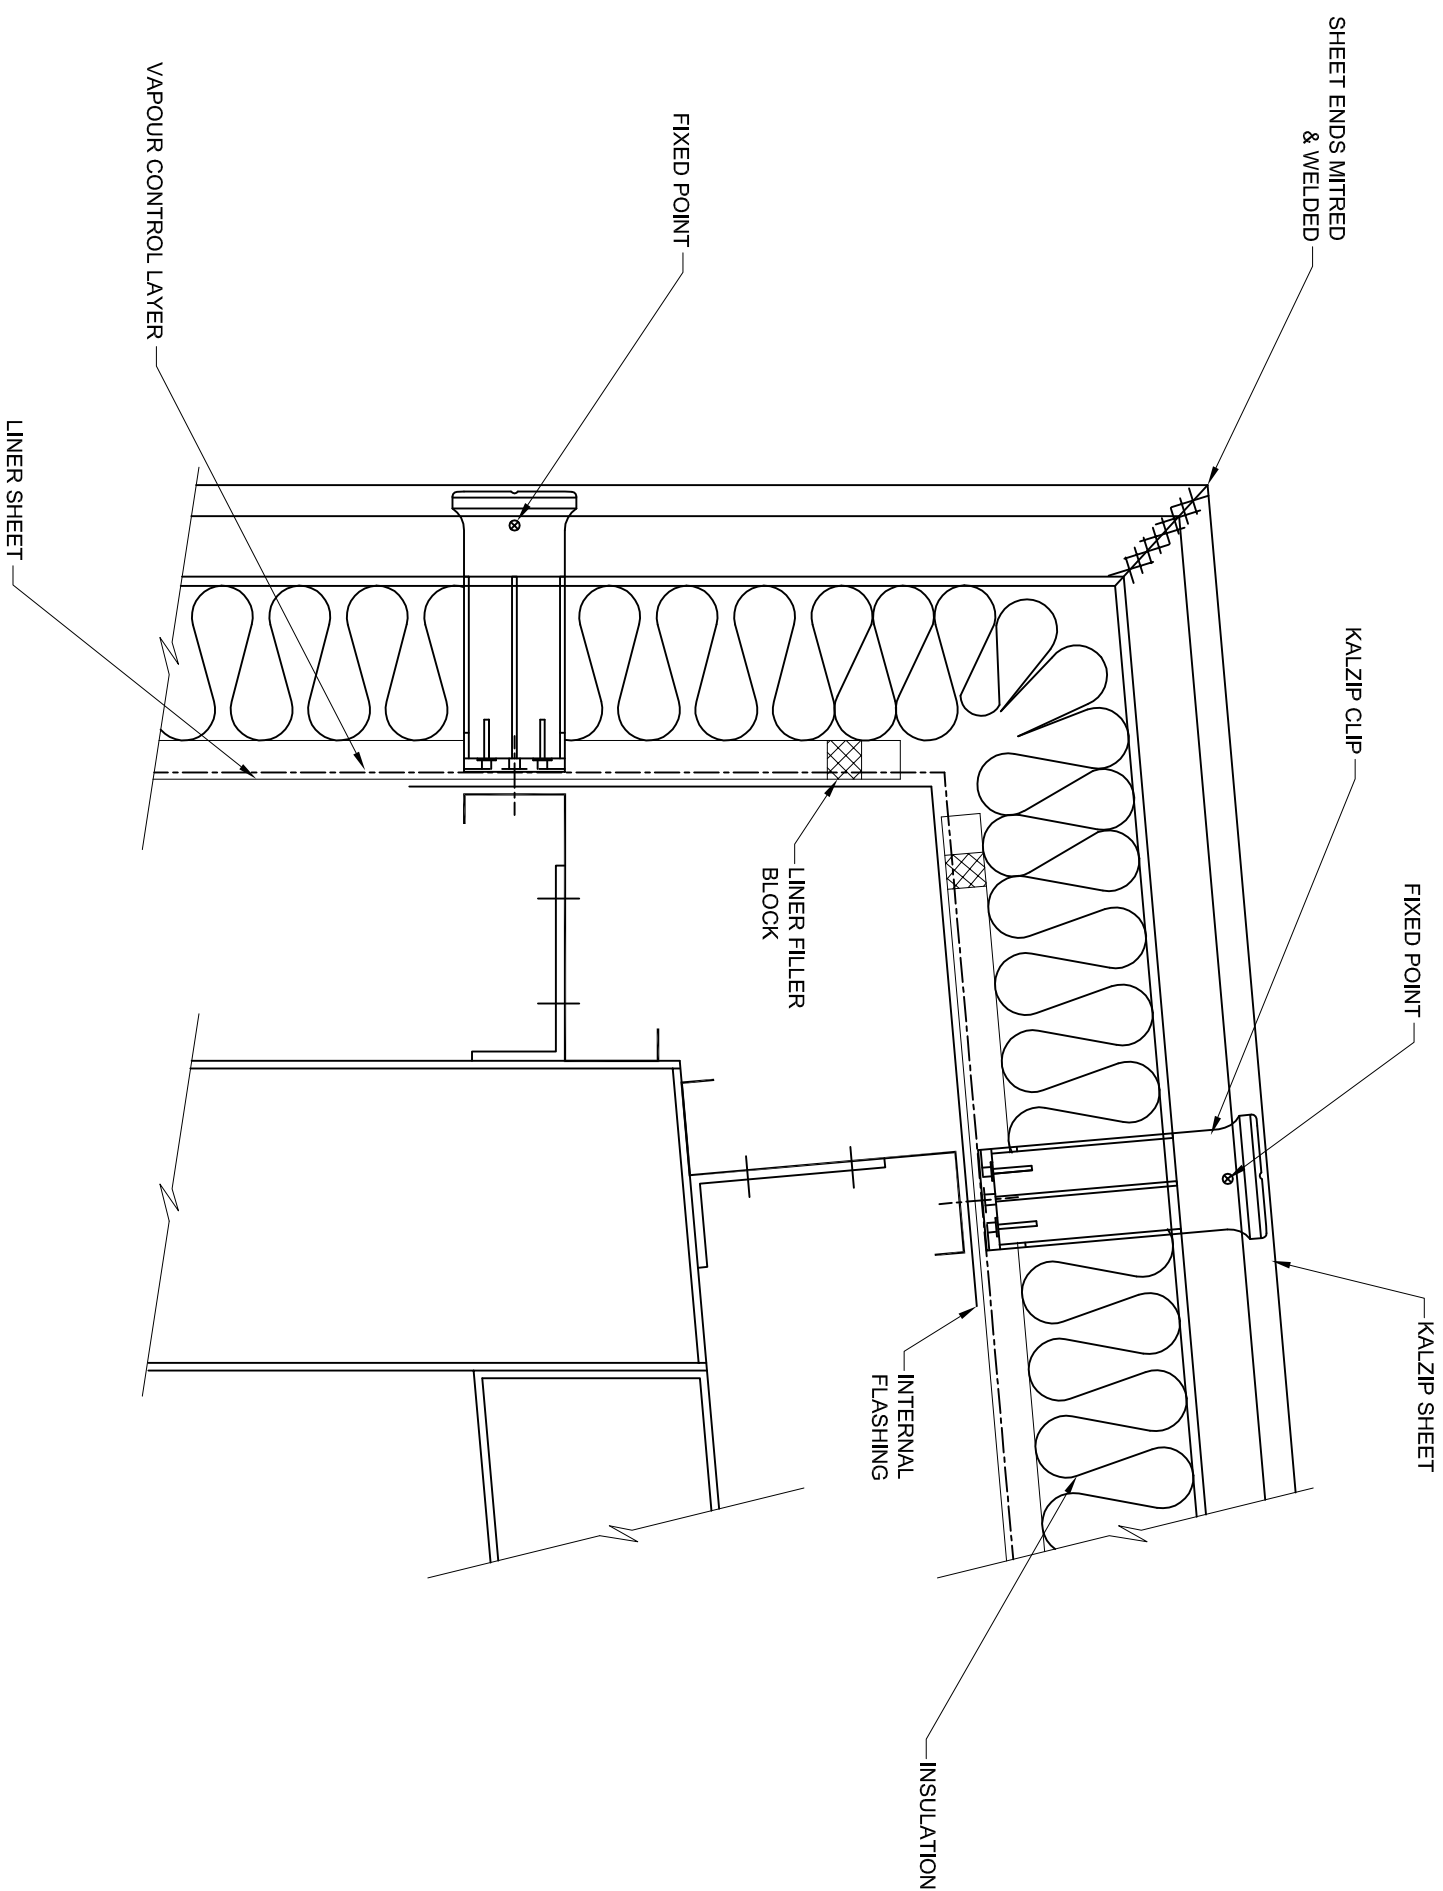 SHEET ENDS MITRED
& WELDED
KALZIP CLIP
FIXED POINT
KALZIP SHEET
FIXED POINT
VAPOUR CONTROL LAYER
LINER SHEET
LINER FILLER
BLOCK
INTERNAL
FLASHING
INSULATION